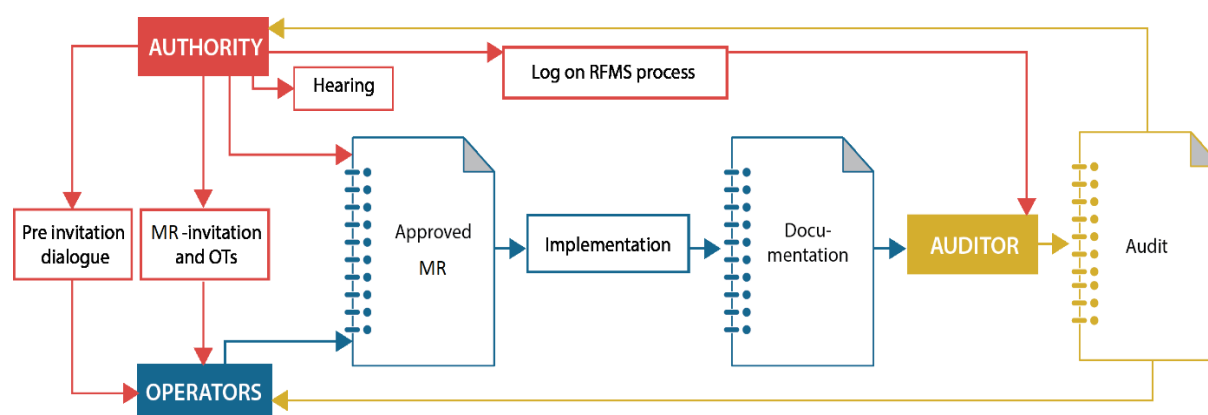 AUTHORITY
Log on RFMS process
Hearing
Pre invitation
dialogue
MR -invitation
and OTs
Approved
MR
Implementation
Docu-
mentation
AUDITOR
Audit
OPERATORS